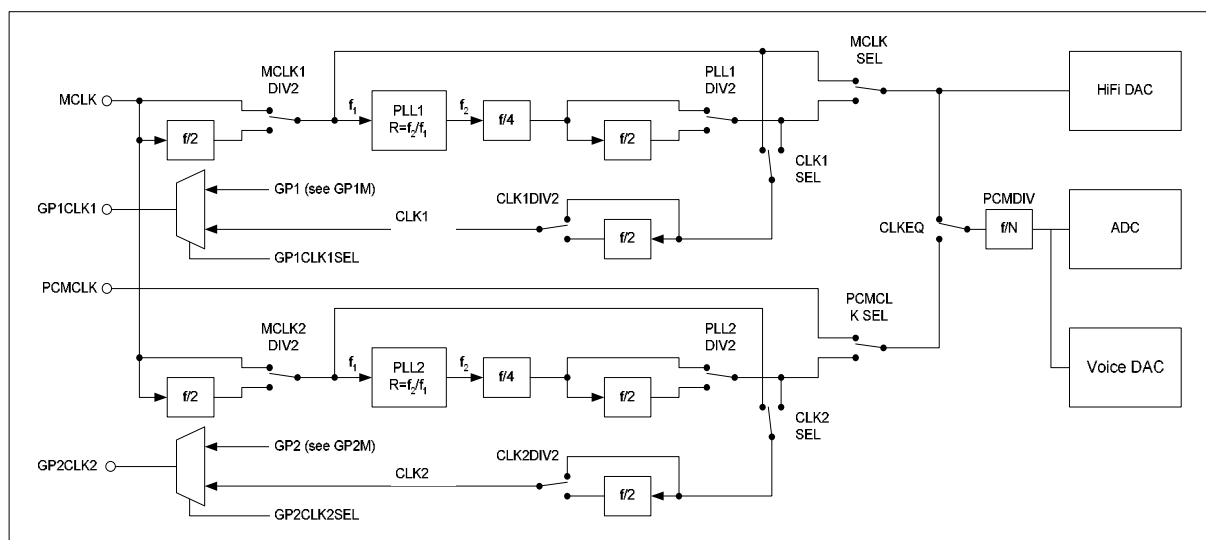 MCLK
SEL
MCLK1
DIV2
PLL1
DIV2
MCLK
f1
PLL1
R=f2/f1
f2
f/4
HiFi DAC
f/2
f/2
CLK1
SEL
GP1 (see GP1M)
CLK1DIV2
GP1CLK1
CLK1
f/2
PCMDIV
CLKEQ
f/N
ADC
GP1CLK1SEL
PCMCLK
PCMCL
K SEL
MCLK2
DIV2
PLL2
DIV2
f1
PLL2
R=f2/f1
f2
f/4
Voice DAC
f/2
f/2
CLK2
SEL
GP2 (see GP2M)
CLK2DIV2
GP2CLK2
CLK2
f/2
GP2CLK2SEL